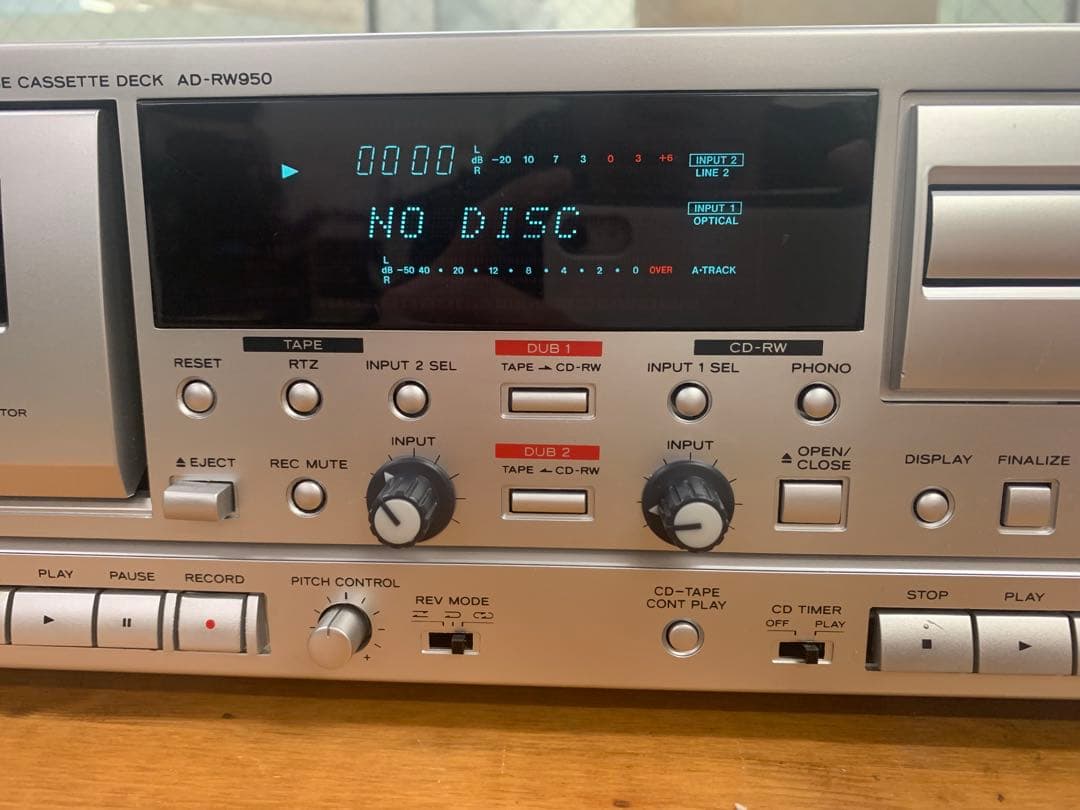 E CASSETTE DECK AD-RW950
0000
L
dB -20 10 7 3 0 3 +6
R
INPUT 2
LINE 2
NO DISC
INPUT 1
OPTICAL
L
dB -50 40 • 20 • 12 • 8 • 4 • 2 • 0 OVER
R
A•TRACK
TAPE
DUB 1
CD-RW
RESET
RTZ
INPUT 2 SEL
TAPE → CD-RW
INPUT 1 SEL
PHONO
TOR
INPUT
DUB 2
INPUT
EJECT
REC MUTE
TAPE ← CD-RW
OPEN/
CLOSE
DISPLAY
FINALIZE
PLAY
PAUSE
RECORD
PITCH CONTROL
- +
REV MODE
CD-TAPE
CONT PLAY
CD TIMER
OFF PLAY
STOP
PLAY